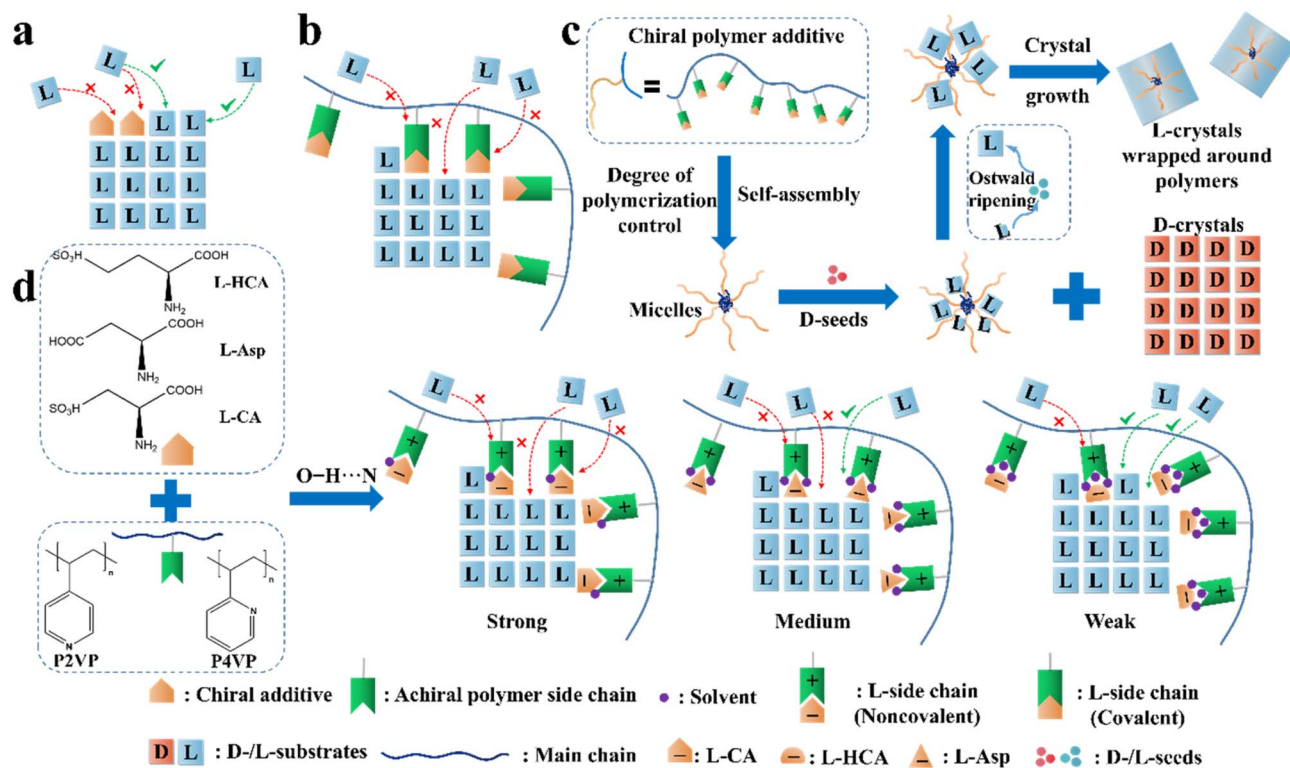 a
b
c
d
L
L
L
L
L
L L L L
L L L L
L L L L
L
L
L
L
L L L L
L L L L
L L L L
Chiral polymer additive
=
Degree of
polymerization
control
Self-assembly
Micelles
D-seeds
L
L
L
L
L
L
L
L
L
Crystal
growth
L
Ostwald
ripening
L
L-crystals
wrapped around
polymers
D-crystals
D D D D
D D D D
D D D D
D D D D
SO₃H
COOH
L-HCA
NH₂
HOOC
COOH
L-Asp
NH₂
SO₃H
COOH
L-CA
NH₂
n
N
P2VP
n
N
P4VP
O–H···N
L
L
L
L
L L L L
L L L L
L L L L
+ −
+ −
+ −
− +
− +
Strong
L
L
L
L
L L L L
L L L L
L L L L
+ −
+ −
+ −
− +
− +
Medium
L
L
L
L L
L L L L
L L L L
L L L L
+ −
+ −
− +
− +
− +
Weak
: Chiral additive
: Achiral polymer side chain
: Solvent
+
−
: L-side chain
(Noncovalent)
: L-side chain
(Covalent)
D L : D-/L-substrates
: Main chain
− : L-CA
− : L-HCA
− : L-Asp
: D-/L-seeds